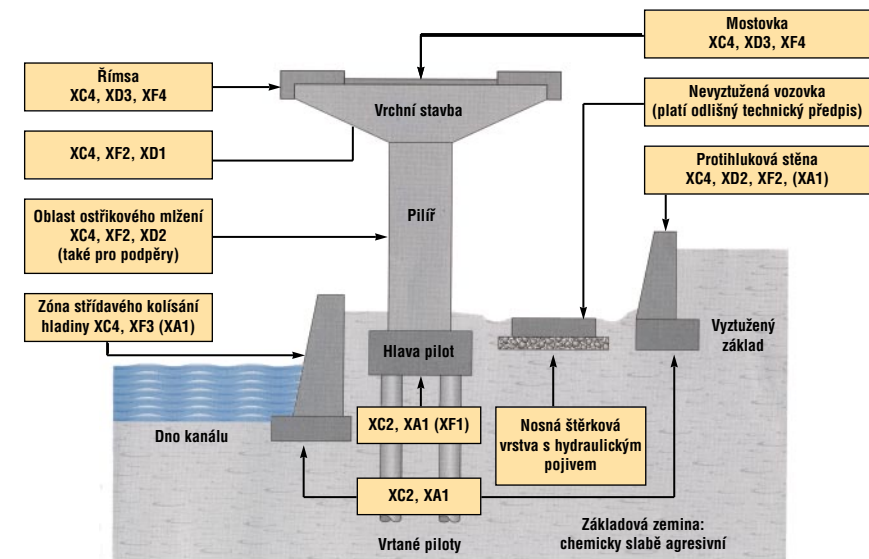 Mostovka
XC4, XD3, XF4
Římsa
XC4, XD3, XF4
Vrchní stavba
Nevyztužená vozovka
(platí odlišný technický předpis)
XC4, XF2, XD1
Protihluková stěna
XC4, XD2, XF2, (XA1)
Oblast ostřikového mlžení
XC4, XF2, XD2
(také pro podpěry)
Pilíř
Zóna střídavého kolísání
hladiny XC4, XF3 (XA1)
Hlava pilot
Vyztužený
základ
Dno kanálu
XC2, XA1 (XF1)
Nosná štěrková
vrstva s hydraulickým
pojivem
XC2, XA1
Vrtané piloty
Základová zemina:
chemicky slabě agresivní